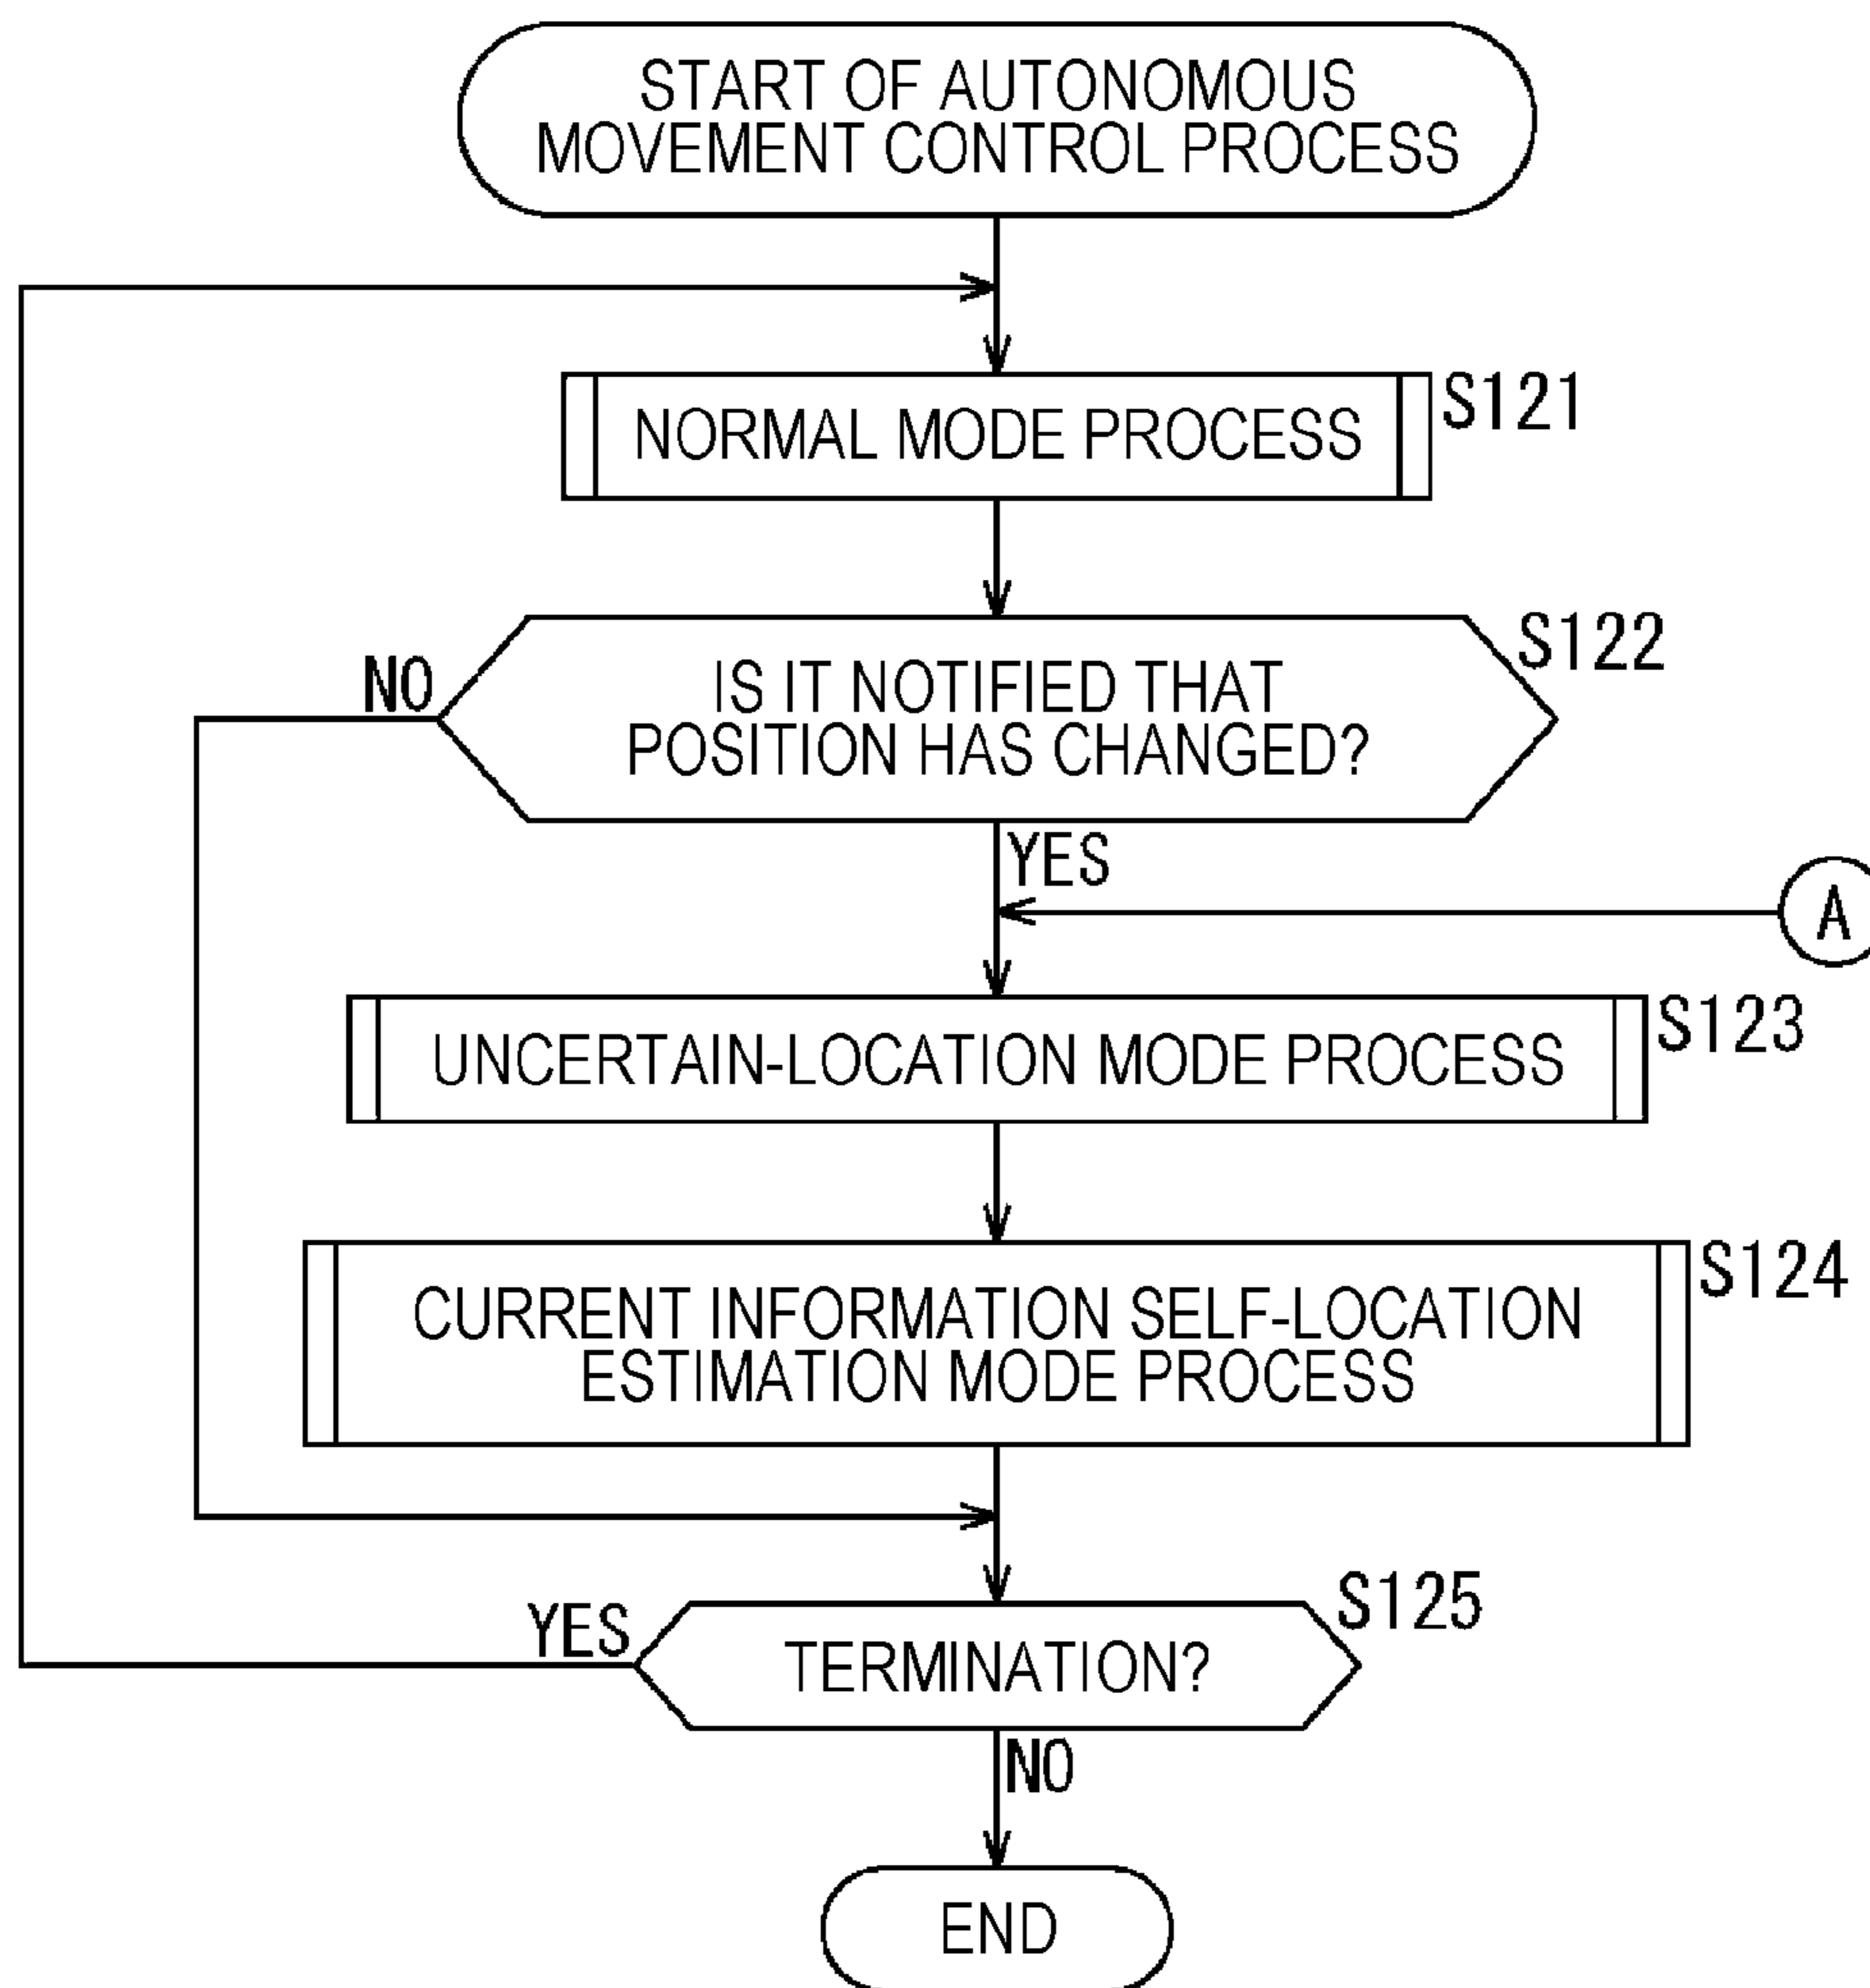 START OF AUTONOMOUS
MOVEMENT CONTROL PROCESS
NORMAL MODE PROCESS
S121
S122
NO
IS IT NOTIFIED THAT
POSITION HAS CHANGED?
YES
A
UNCERTAIN-LOCATION MODE PROCESS
S123
CURRENT INFORMATION SELF-LOCATION
ESTIMATION MODE PROCESS
S124
S125
YES
TERMINATION?
NO
END